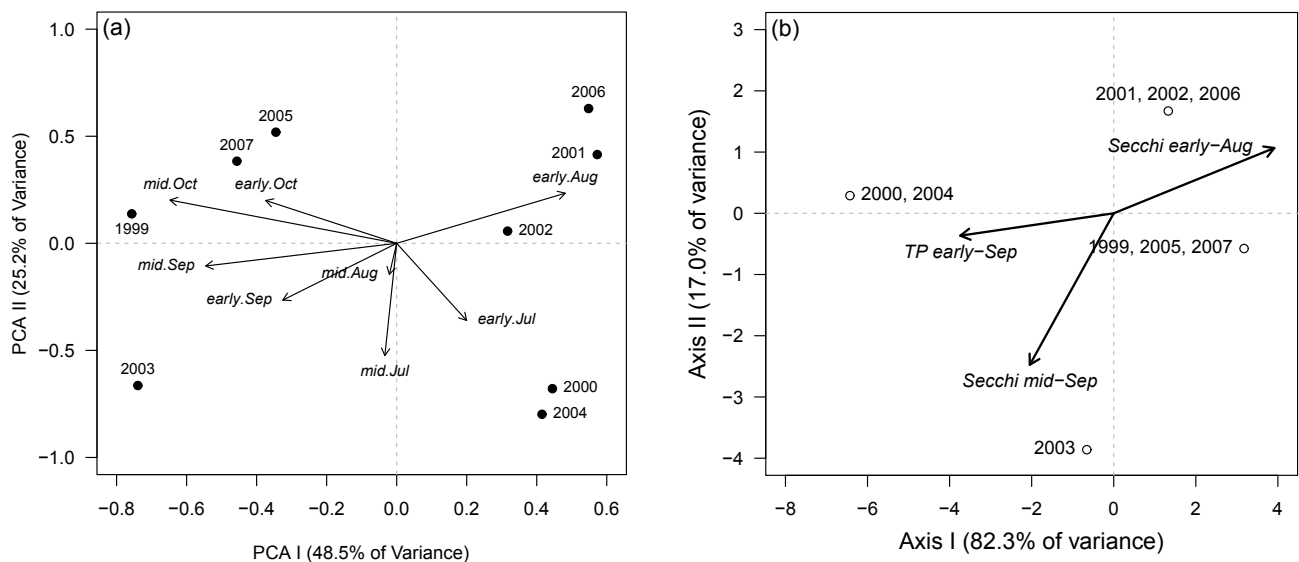 (a)
PCA II (25.2% of Variance)
1.0
0.5
0.0
−0.5
−1.0
2006
2005
2007
2001
mid.Oct
early.Oct
early.Aug
1999
2002
mid.Sep
mid.Aug
early.Sep
early.Jul
mid.Jul
2003
2000
2004
−0.8 −0.6 −0.4 −0.2 0.0 0.2 0.4 0.6
PCA I (48.5% of Variance)
(b)
Axis II (17.0% of variance)
3
2
1
0
−1
−2
−3
−4
2001, 2002, 2006
Secchi early−Aug
2000, 2004
TP early−Sep
1999, 2005, 2007
Secchi mid−Sep
2003
−8 −6 −4 −2 0 2 4
Axis I (82.3% of variance)